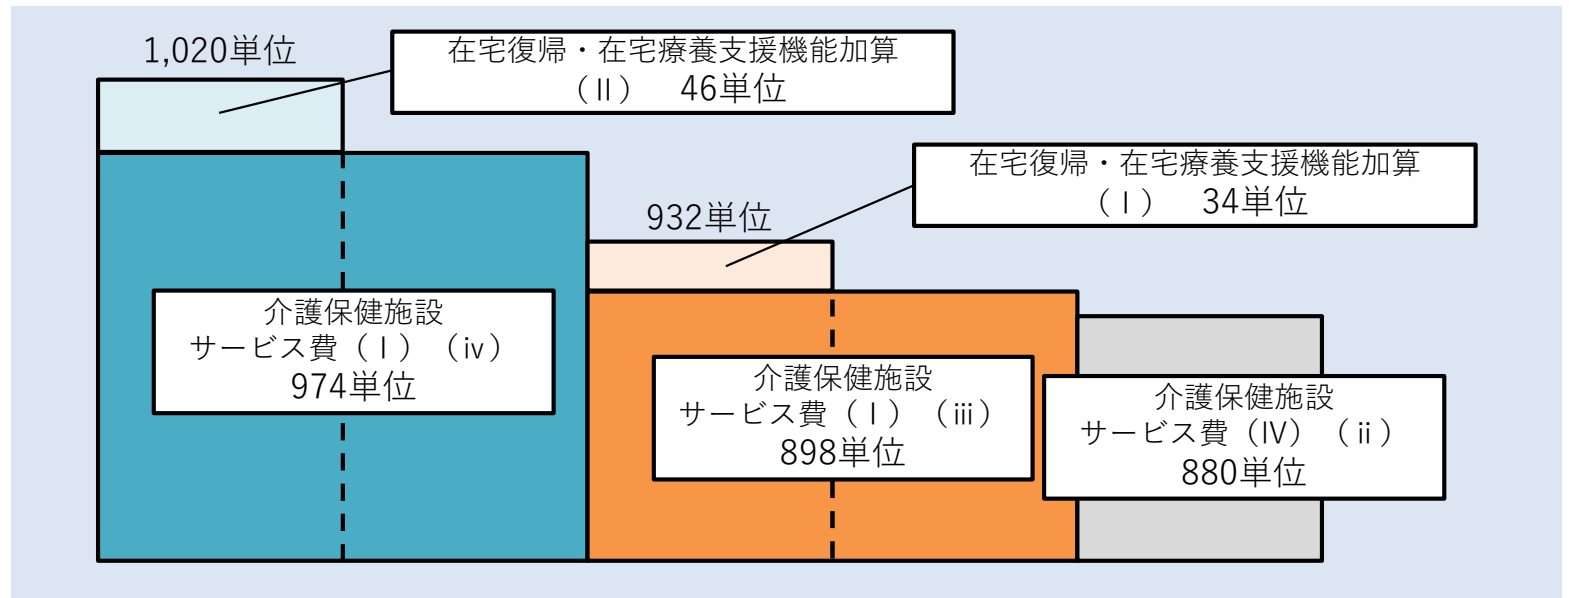 1,020単位
在宅復帰・在宅療養支援機能加算
（Ⅱ）　46単位
在宅復帰・在宅療養支援機能加算
（Ⅰ）　34単位
932単位
介護保健施設
サービス費（Ⅰ）（ⅳ）
974単位
介護保健施設
サービス費（Ⅰ）（ⅲ）
898単位
介護保健施設
サービス費（Ⅳ）（ⅱ）
880単位